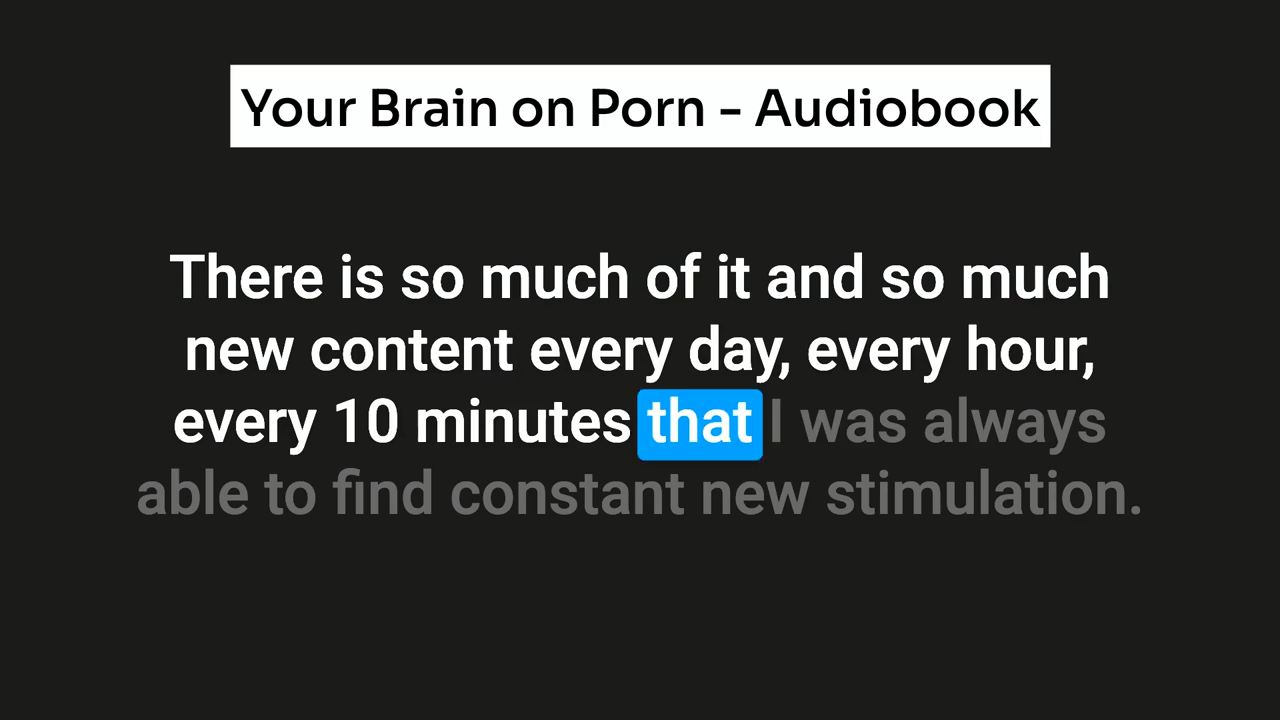 Your Brain on Porn - Audiobook
There is so much of it and so much
new content every day, every hour,
every 10 minutes that I was always
able to find constant new stimulation.